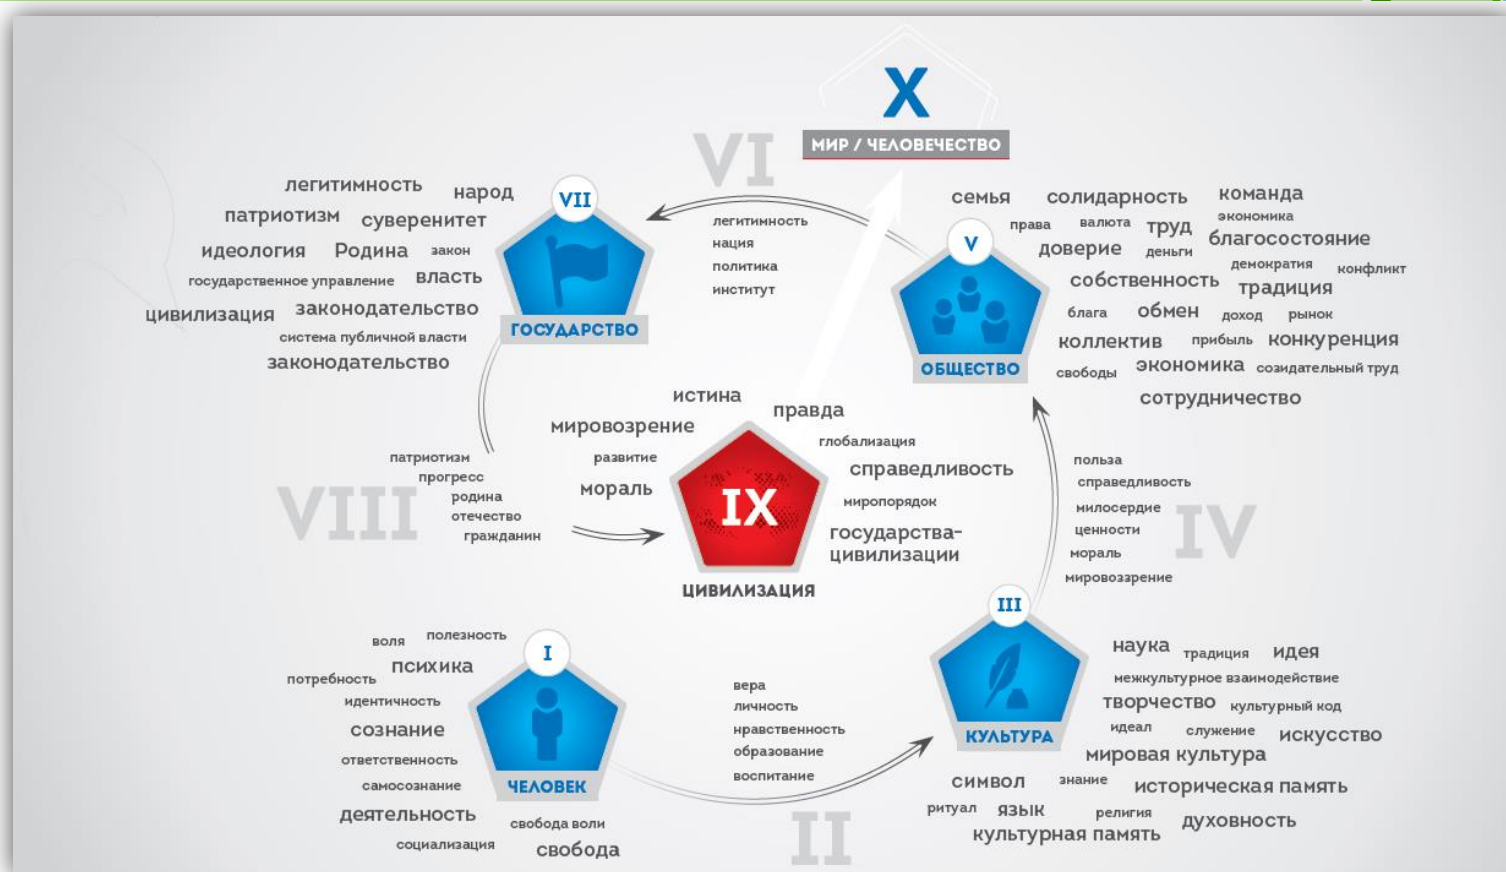 X
МИР / ЧЕЛОВЕЧЕСТВО
VI
легитимность
нация
политика
институт
VII
ГОСУДАРСТВО
легитимность народ
патриотизм суверенитет
идеология Родина закон
государственное управление власть
цивилизация законодательство
система публичной власти
законодательство
V
ОБЩЕСТВО
семья солидарность команда
права валюта труд экономика
доверие деньги благосостояние
собственность демократия конфликт
традиция
блага обмен доход рынок
коллектив прибыль конкуренция
свободы экономика созидательный труд
сотрудничество
VIII
патриотизм
прогресс
родина
отечество
гражданин
IX
ЦИВИЛИЗАЦИЯ
истина
правда
мировозрение
глобализация
развитие
справедливость
мораль
миропорядок
государства-
цивилизации
IV
польза
справедливость
милосердие
ценности
мораль
мировоззрение
I
ЧЕЛОВЕК
воля полезность
психика
потребность
идентичность
сознание
ответственность
самосознание
деятельность
свобода воли
социализация свобода
II
вера
личность
нравственность
образование
воспитание
III
КУЛЬТУРА
наука традиция идея
межкультурное взаимодействие
творчество культурный код
идеал служение искусство
мировая культура
символ знание историческая память
ритуал язык религия духовность
культурная память